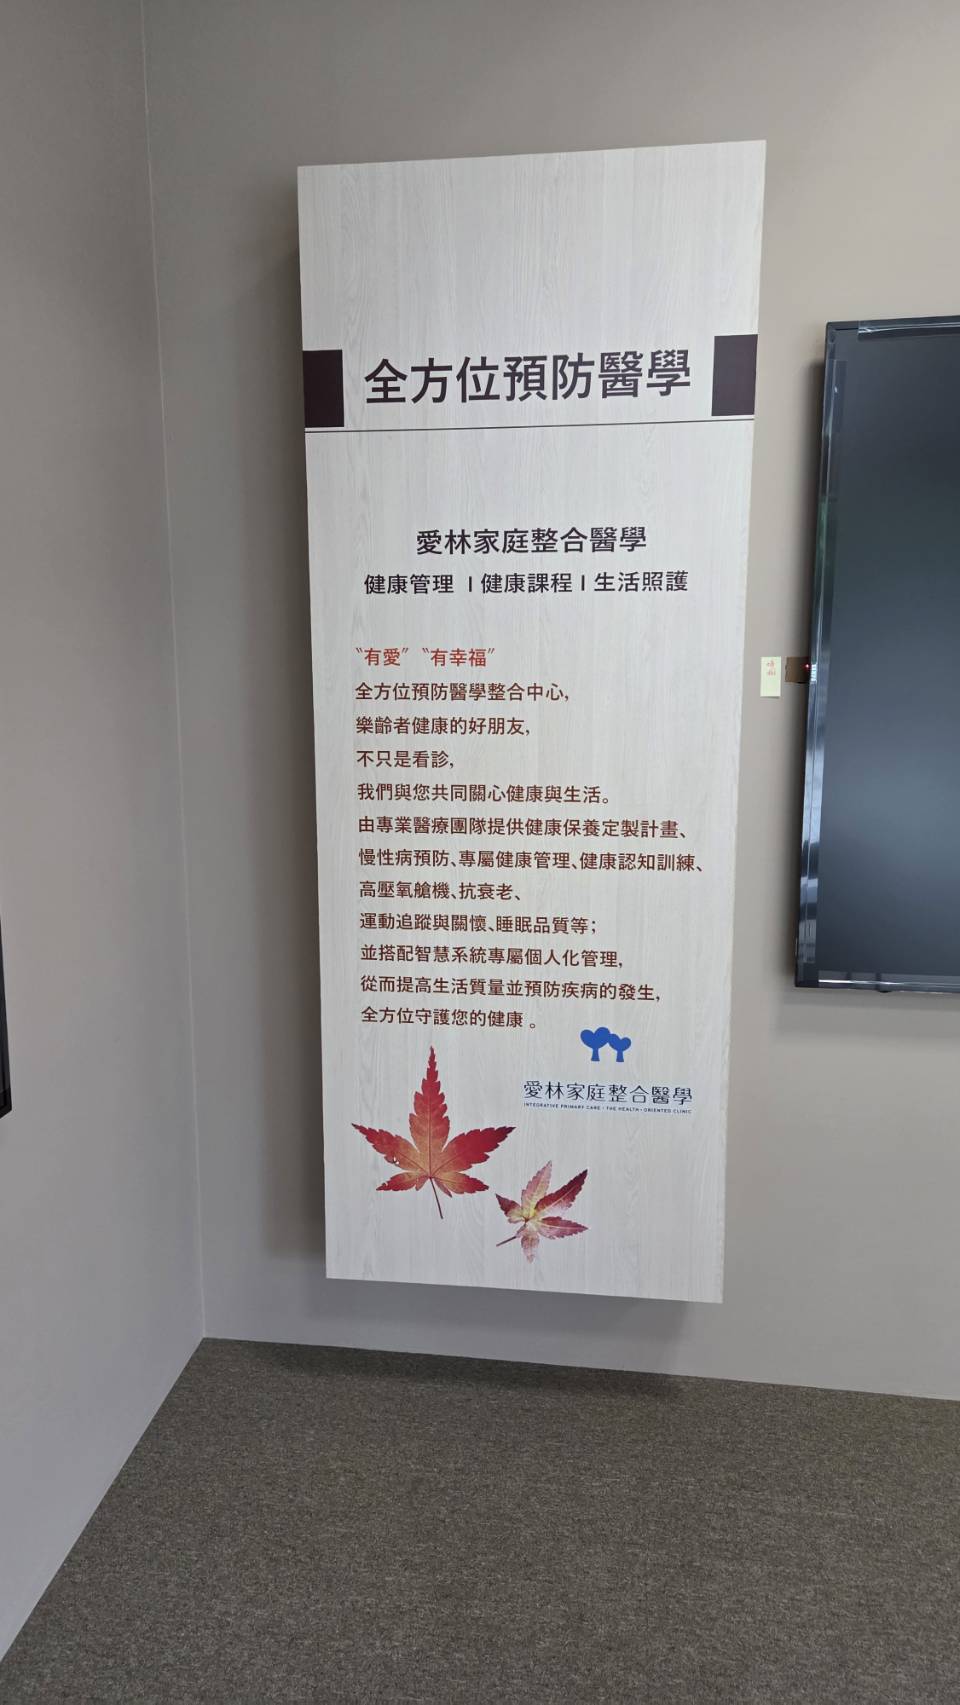 全方位預防醫學
愛林家庭整合醫學
健康管理 I 健康課程 I 生活照護
〝有愛〞〝有幸福〞
全方位預防醫學整合中心,
樂齡者健康的好朋友,
不只是看診,
我們與您共同關心健康與生活。
由專業醫療團隊提供健康保養定製計畫、
慢性病預防、專屬健康管理、健康認知訓練、
高壓氧艙機、抗衰老、
運動追蹤與關懷、睡眠品質等;
並搭配智慧系統專屬個人化管理,
從而提高生活質量並預防疾病的發生,
全方位守護您的健康 。
愛林家庭整合醫學
INTEGRATIVE PRIMARY CARE · THE HEALTH-ORIENTED CLINIC